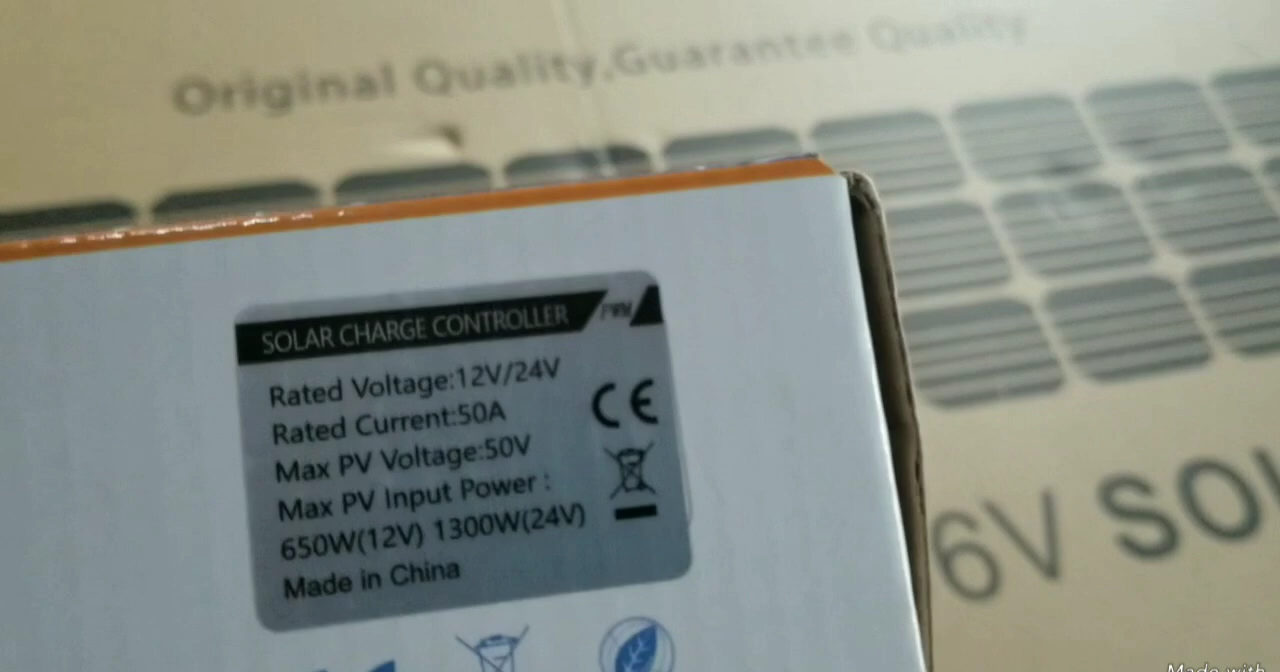 Original Quality,Guarantee Quality
SOLAR CHARGE CONTROLLER
PWM
Rated Voltage:12V/24V
Rated Current:50A
Max PV Voltage:50V
Max PV Input Power :
650W(12V) 1300W(24V)
Made in China
CE
6V SOL
Made with